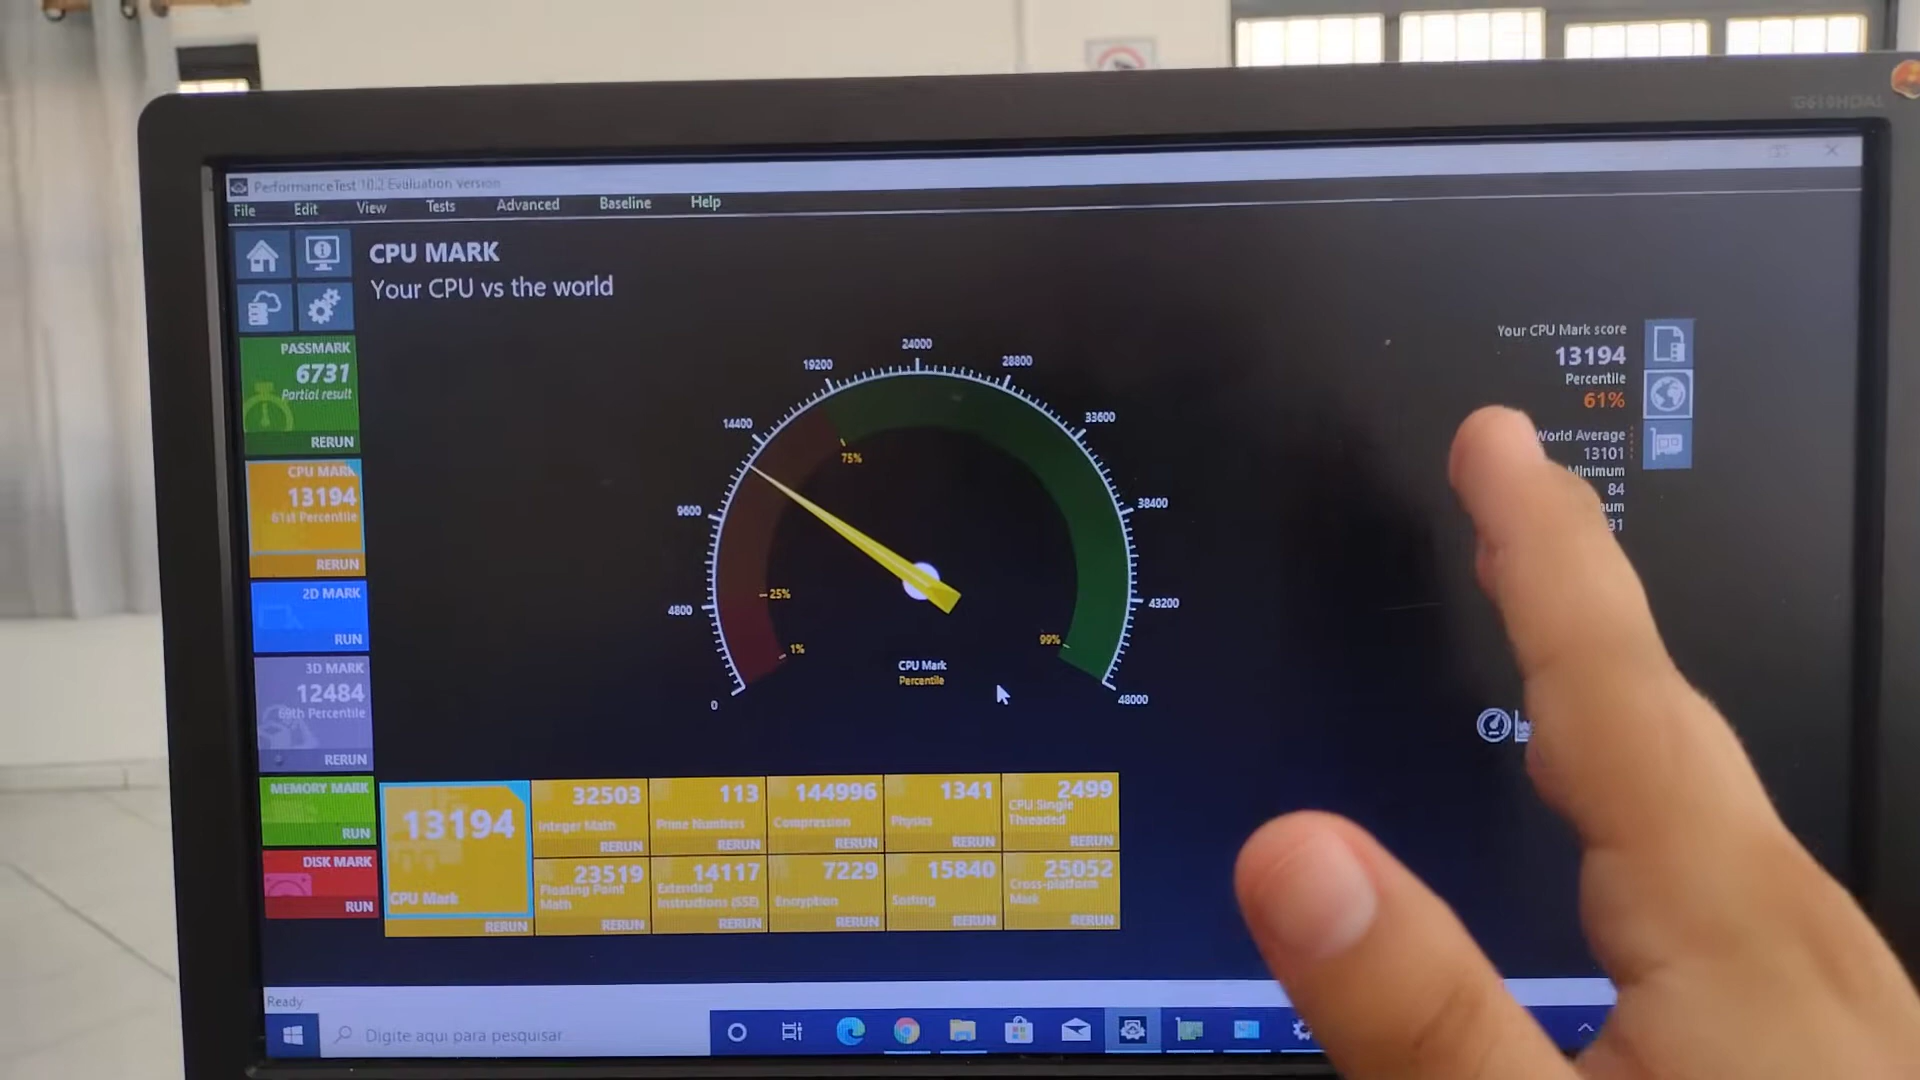 G610HDAL
PerformanceTest 10.2 Evaluation Version
File Edit View Tests Advanced Baseline Help
CPU MARK
Your CPU vs the world
PASSMARK
6731
Partial result
RERUN
CPU MARK
13194
61st Percentile
RERUN
2D MARK
RUN
3D MARK
12484
69th Percentile
RERUN
MEMORY MARK
RUN
DISK MARK
RUN
0
4800
9600
14400
19200
24000
28800
33600
38400
43200
48000
1%
25%
75%
99%
CPU Mark
Percentile
Your CPU Mark score
13194
Percentile
61%
World Average
13101
Minimum
84
13194
CPU Mark
RERUN
32503
Integer Math
RERUN
113
Prime Numbers
RERUN
144996
Compression
RERUN
1341
Physics
RERUN
2499
CPU Single
Threaded
RERUN
23519
Floating Point
Math
RERUN
14117
Extended
Instructions (SSE)
RERUN
7229
Encryption
RERUN
15840
Sorting
RERUN
25052
Cross-platform
Mark
RERUN
Ready
Digite aqui para pesquisar